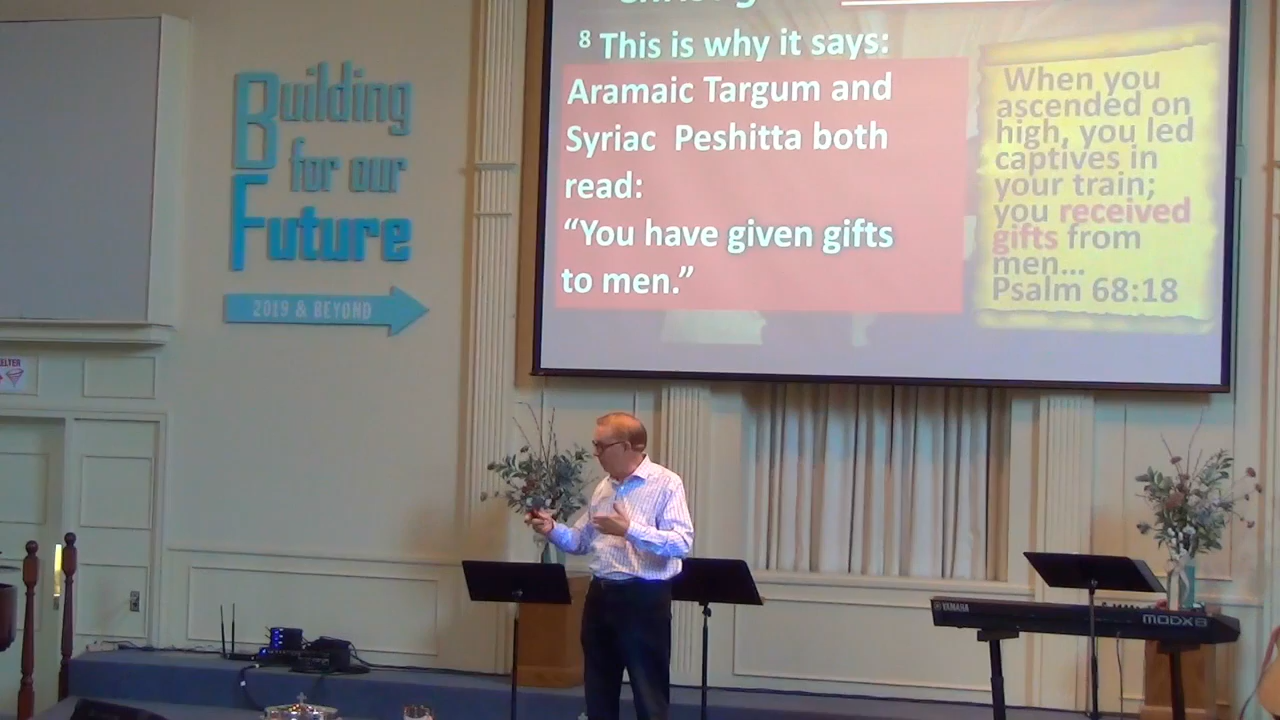 Building
for our
Future
2019 & BEYOND
8 This is why it says:
Aramaic Targum and
Syriac Peshitta both
read:
“You have given gifts
to men.”
When you
ascended on
high, you led
captives in
your train;
you received
gifts from
men...
Psalm 68:18
YAMAHA
MODX8